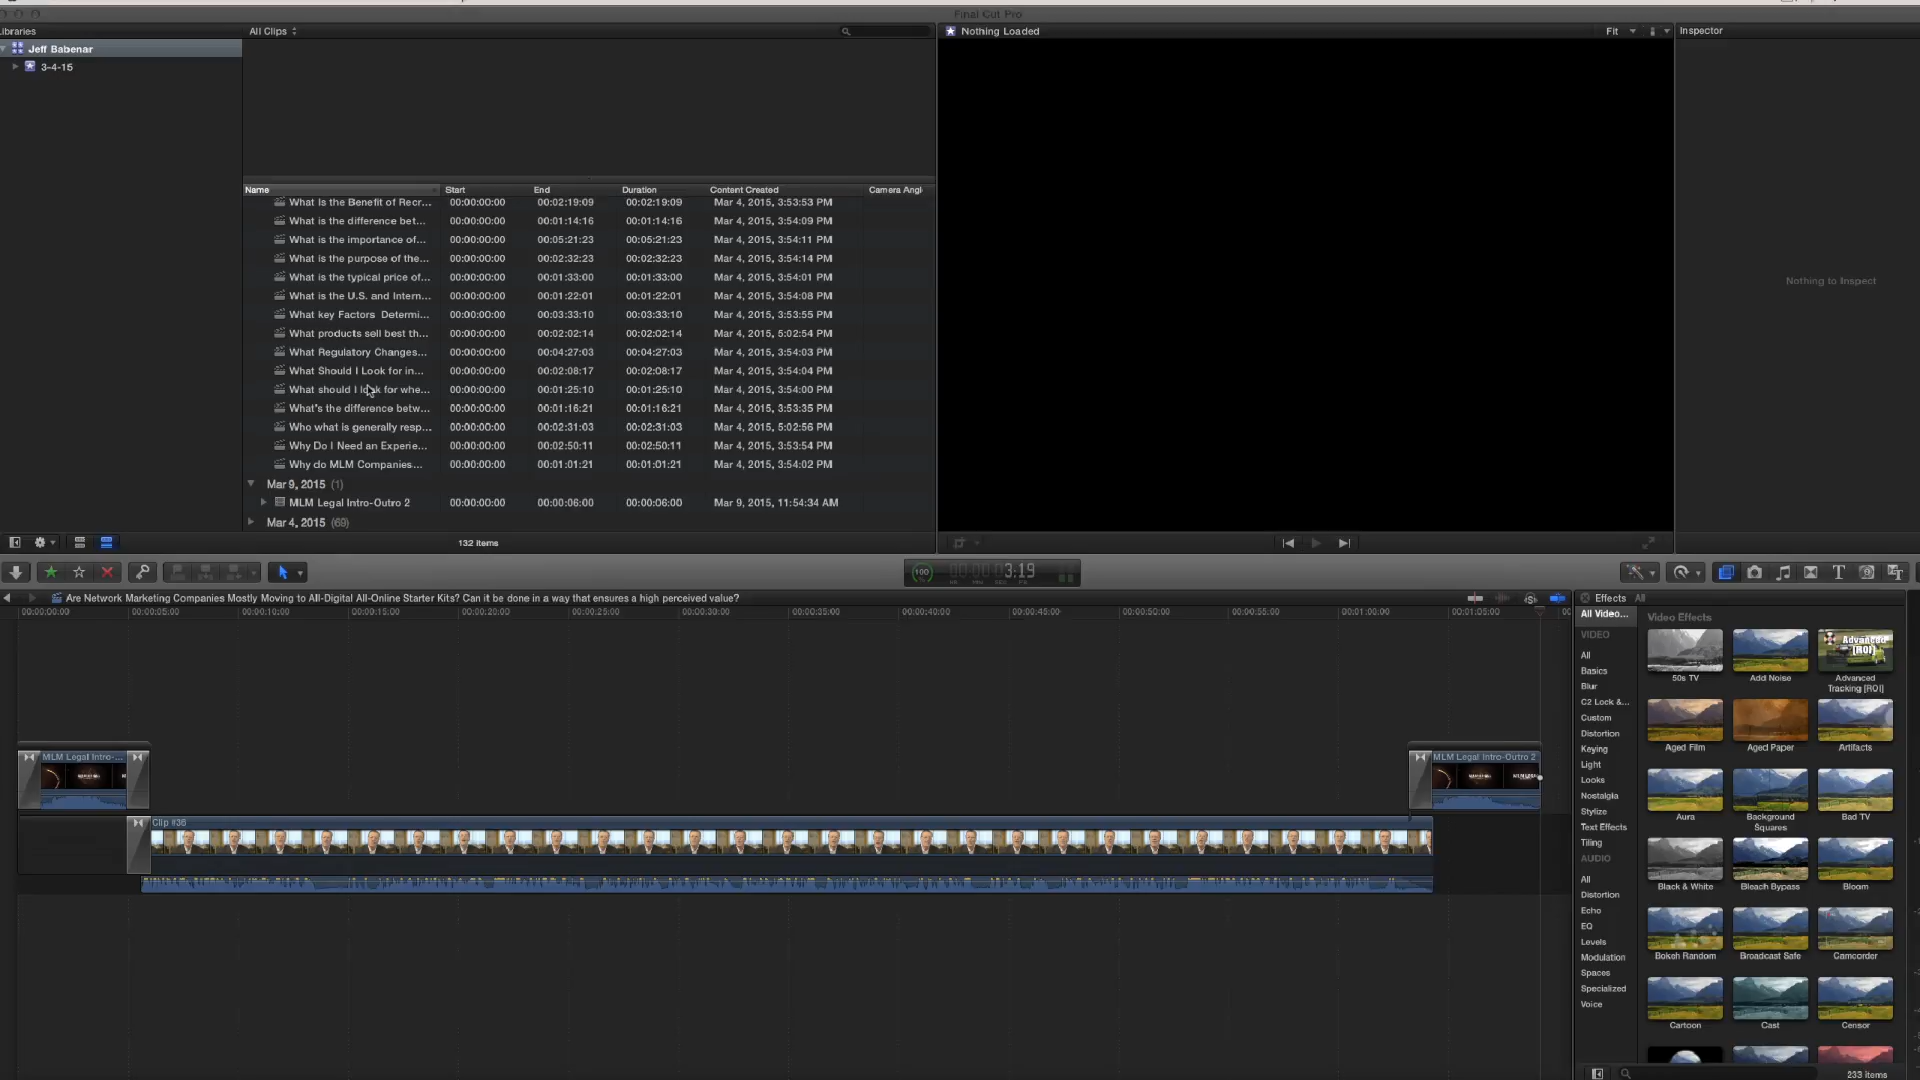 Final Cut Pro
Libraries
All Clips
Nothing Loaded
Fit
Inspector
Jeff Babenar
3-4-15
Name Start End Duration Content Created Camera Angl
What Is the Benefit of Recr... 00:00:00:00 00:02:19:09 00:02:19:09 Mar 4, 2015, 3:53:53 PM
What is the difference bet... 00:00:00:00 00:01:14:16 00:01:14:16 Mar 4, 2015, 3:54:09 PM
What is the importance of... 00:00:00:00 00:05:21:23 00:05:21:23 Mar 4, 2015, 3:54:11 PM
What is the purpose of the... 00:00:00:00 00:02:32:23 00:02:32:23 Mar 4, 2015, 3:54:14 PM
What is the typical price of... 00:00:00:00 00:01:33:00 00:01:33:00 Mar 4, 2015, 3:54:01 PM
What is the U.S. and Intern... 00:00:00:00 00:01:22:01 00:01:22:01 Mar 4, 2015, 3:54:08 PM
What key Factors Determi... 00:00:00:00 00:03:33:10 00:03:33:10 Mar 4, 2015, 3:53:55 PM
What products sell best th... 00:00:00:00 00:02:02:14 00:02:02:14 Mar 4, 2015, 5:02:54 PM
What Regulatory Changes... 00:00:00:00 00:04:27:03 00:04:27:03 Mar 4, 2015, 3:54:03 PM
What Should I Look for in... 00:00:00:00 00:02:08:17 00:02:08:17 Mar 4, 2015, 3:54:04 PM
What should I look for whe... 00:00:00:00 00:01:25:10 00:01:25:10 Mar 4, 2015, 3:54:00 PM
What's the difference betw... 00:00:00:00 00:01:16:21 00:01:16:21 Mar 4, 2015, 3:53:35 PM
Who what is generally resp... 00:00:00:00 00:02:31:03 00:02:31:03 Mar 4, 2015, 5:02:56 PM
Why Do I Need an Experie... 00:00:00:00 00:02:50:11 00:02:50:11 Mar 4, 2015, 3:53:54 PM
Why do MLM Companies... 00:00:00:00 00:01:01:21 00:01:01:21 Mar 4, 2015, 3:54:02 PM
Mar 9, 2015 (1)
MLM Legal Intro-Outro 2 00:00:00:00 00:00:06:00 00:00:06:00 Mar 9, 2015, 11:54:34 AM
Mar 4, 2015 (69)
132 items
Nothing to Inspect
100
3:19
Are Network Marketing Companies Mostly Moving to All-Digital All-Online Starter Kits? Can it be done in a way that ensures a high perceived value?
00:00:00:00 00:00:05:00 00:00:10:00 00:00:15:00 00:00:20:00 00:00:25:00 00:00:30:00 00:00:35:00 00:00:40:00 00:00:45:00 00:00:50:00 00:00:55:00 00:01:00:00 00:01:05:00 00
MLM Legal Intro-...
MLM Legal Intro-Outro 2
Clip #36
Effects All
All Video...
VIDEO
All
Basics
Blur
C2 Lock &...
Custom
Distortion
Keying
Light
Looks
Nostalgia
Stylize
Text Effects
Tiling
AUDIO
All
Distortion
Echo
EQ
Levels
Modulation
Spaces
Specialized
Voice
Video Effects
Advanced
[ROI]
50s TV
Add Noise
Advanced
Tracking [ROI]
Aged Film
Aged Paper
Artifacts
Aura
Background
Squares
Bad TV
Black & White
Bleach Bypass
Bloom
Bokeh Random
Broadcast Safe
Camcorder
Cartoon
Cast
Censor
233 items